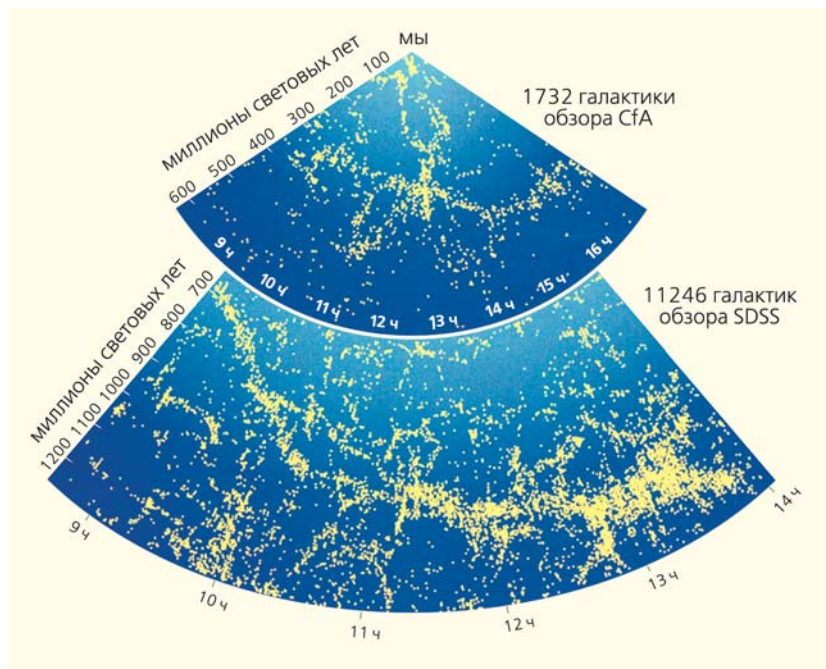 мы
миллионы световых лет
100
200
300
400
500
600
1732 галактики
обзора CfA
9 ч
10 ч
11 ч
12 ч
13 ч
14 ч
15 ч
16 ч
миллионы световых лет
700
800
900
1000
1100
1200
11246 галактик
обзора SDSS
9 ч
10 ч
11 ч
12 ч
13 ч
14 ч